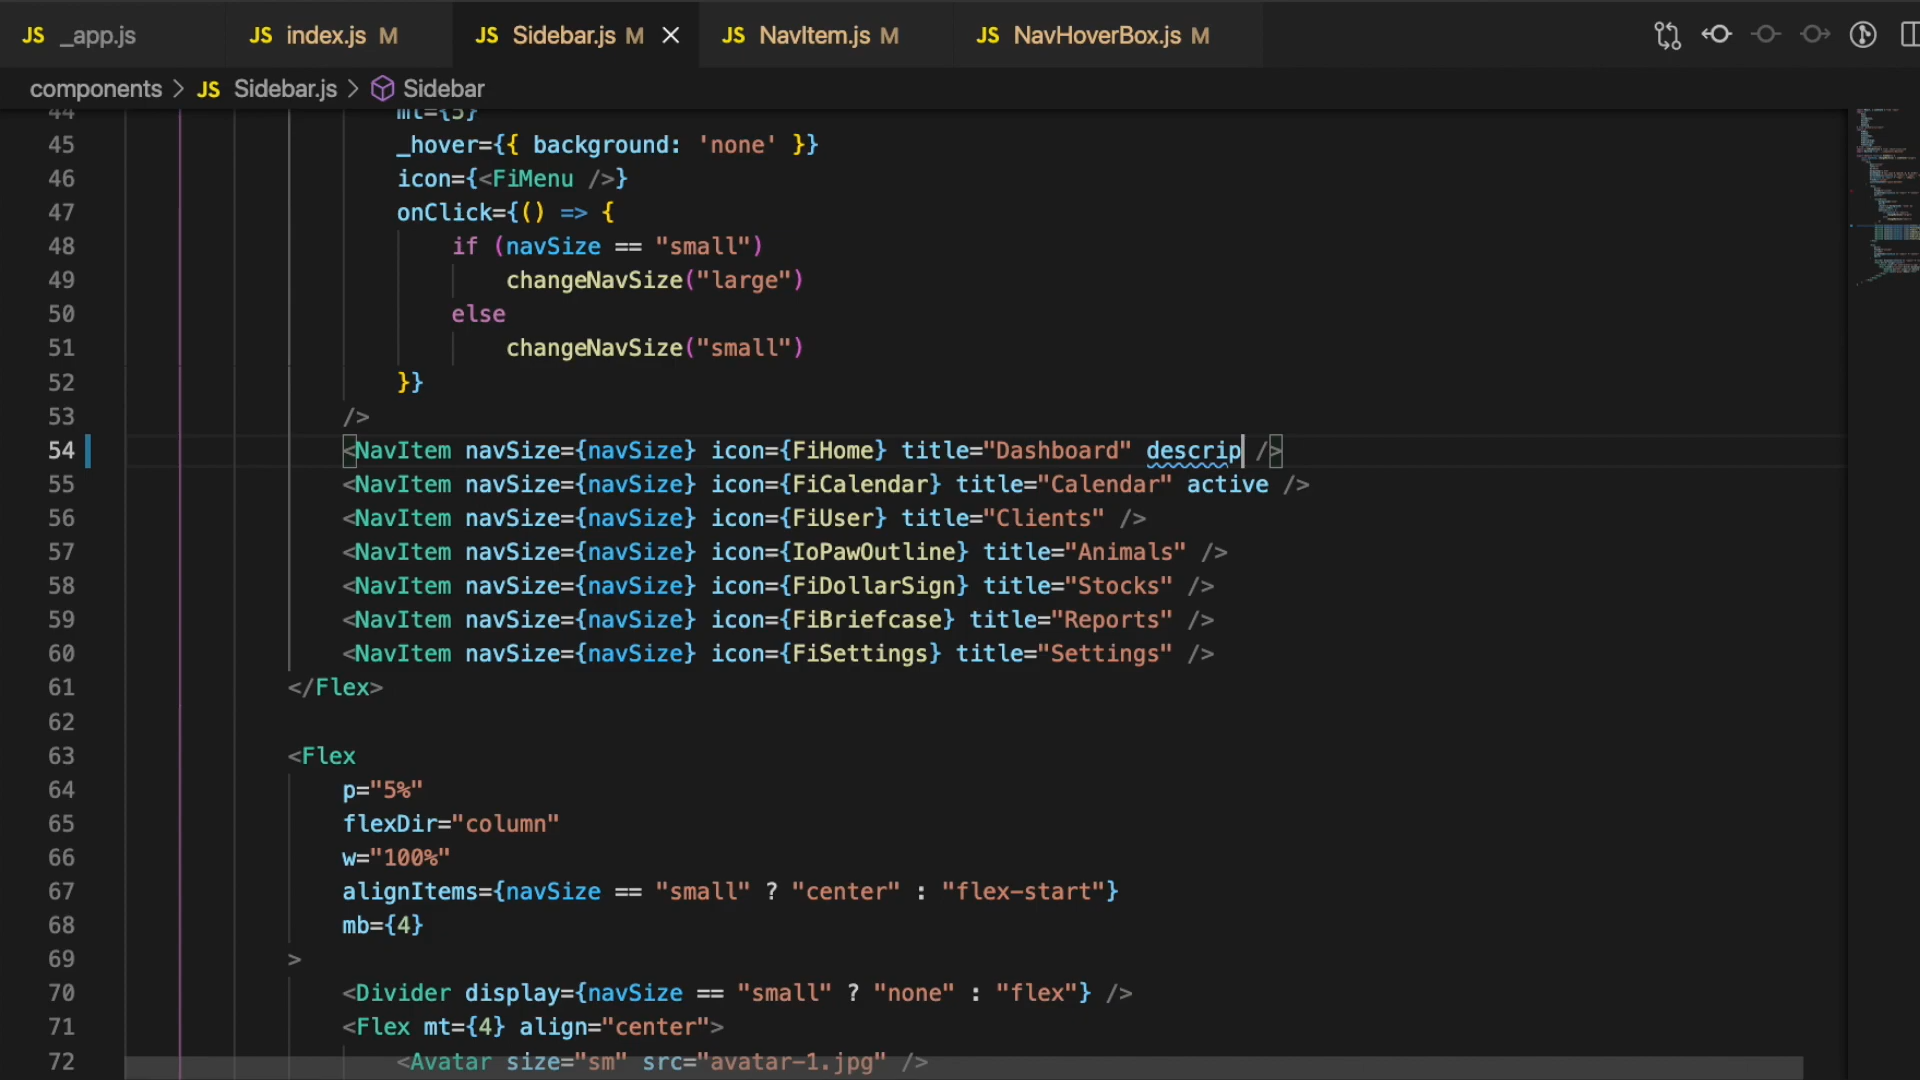 JS _app.js JS index.js M JS Sidebar.js M JS NavItem.js M JS NavHoverBox.js M
components > JS Sidebar.js > Sidebar
44 mt={5}
45 _hover={{ background: 'none' }}
46 icon={<FiMenu />}
47 onClick={() => {
48 if (navSize == "small")
49 changeNavSize("large")
50 else
51 changeNavSize("small")
52 }}
53 />
54 <NavItem navSize={navSize} icon={FiHome} title="Dashboard" descrip />
55 <NavItem navSize={navSize} icon={FiCalendar} title="Calendar" active />
56 <NavItem navSize={navSize} icon={FiUser} title="Clients" />
57 <NavItem navSize={navSize} icon={IoPawOutline} title="Animals" />
58 <NavItem navSize={navSize} icon={FiDollarSign} title="Stocks" />
59 <NavItem navSize={navSize} icon={FiBriefcase} title="Reports" />
60 <NavItem navSize={navSize} icon={FiSettings} title="Settings" />
61 </Flex>
62
63 <Flex
64 p="5%"
65 flexDir="column"
66 w="100%"
67 alignItems={navSize == "small" ? "center" : "flex-start"}
68 mb={4}
69 >
70 <Divider display={navSize == "small" ? "none" : "flex"} />
71 <Flex mt={4} align="center">
72 <Avatar size="sm" src="avatar-1.jpg" />